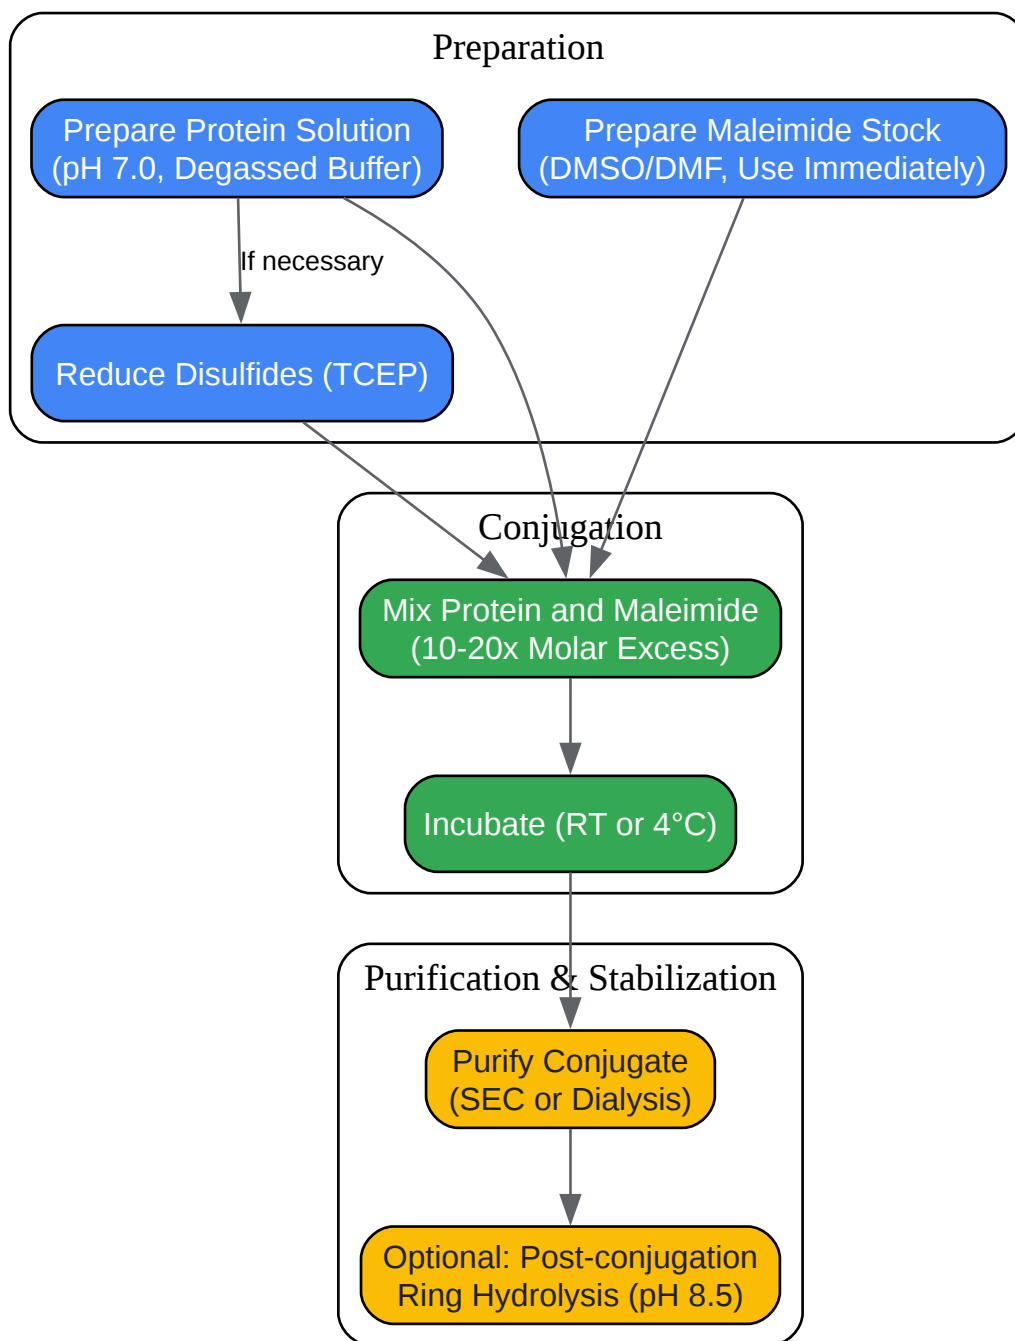 Preparation
Prepare Protein Solution
(pH 7.0, Degassed Buffer)
Prepare Maleimide Stock
(DMSO/DMF, Use Immediately)
If necessary
Reduce Disulfides (TCEP)
Conjugation
Mix Protein and Maleimide
(10-20x Molar Excess)
Incubate (RT or 4°C)
Purification & Stabilization
Purify Conjugate
(SEC or Dialysis)
Optional: Post-conjugation
Ring Hydrolysis (pH 8.5)